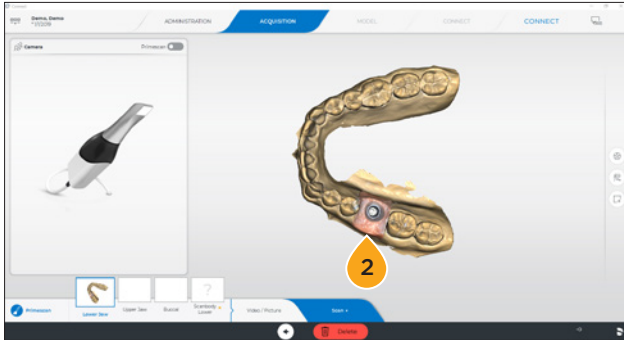 Connect
Demo, Demo
ADMINISTRATION
ACQUISITION
MODEL
CONNECT
CONNECT
Camera
Primescan
2
?
Primescan
Lower Jaw
Upper Jaw
Buccal
Scanbody
Lower
Video / Picture
Scan
Delete